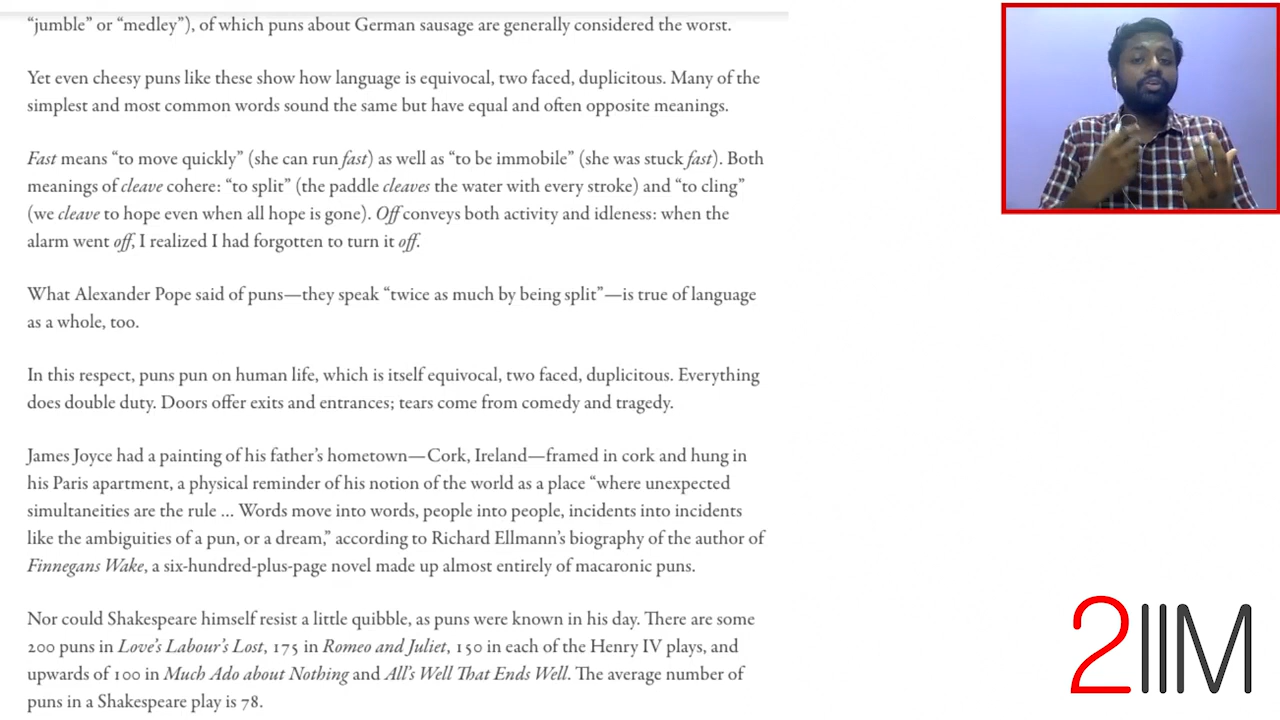 “jumble” or “medley”), of which puns about German sausage are generally considered the worst.
Yet even cheesy puns like these show how language is equivocal, two faced, duplicitous. Many of the
simplest and most common words sound the same but have equal and often opposite meanings.
Fast means “to move quickly” (she can run fast) as well as “to be immobile” (she was stuck fast). Both
meanings of cleave cohere: “to split” (the paddle cleaves the water with every stroke) and “to cling”
(we cleave to hope even when all hope is gone). Off conveys both activity and idleness: when the
alarm went off, I realized I had forgotten to turn it off.
What Alexander Pope said of puns—they speak “twice as much by being split”—is true of language
as a whole, too.
In this respect, puns pun on human life, which is itself equivocal, two faced, duplicitous. Everything
does double duty. Doors offer exits and entrances; tears come from comedy and tragedy.
James Joyce had a painting of his father’s hometown—Cork, Ireland—framed in cork and hung in
his Paris apartment, a physical reminder of his notion of the world as a place “where unexpected
simultaneities are the rule ... Words move into words, people into people, incidents into incidents
like the ambiguities of a pun, or a dream,” according to Richard Ellmann’s biography of the author of
Finnegans Wake, a six-hundred-plus-page novel made up almost entirely of macaronic puns.
Nor could Shakespeare himself resist a little quibble, as puns were known in his day. There are some
200 puns in Love’s Labour’s Lost, 175 in Romeo and Juliet, 150 in each of the Henry IV plays, and
upwards of 100 in Much Ado about Nothing and All’s Well That Ends Well. The average number of
puns in a Shakespeare play is 78.
2IIM